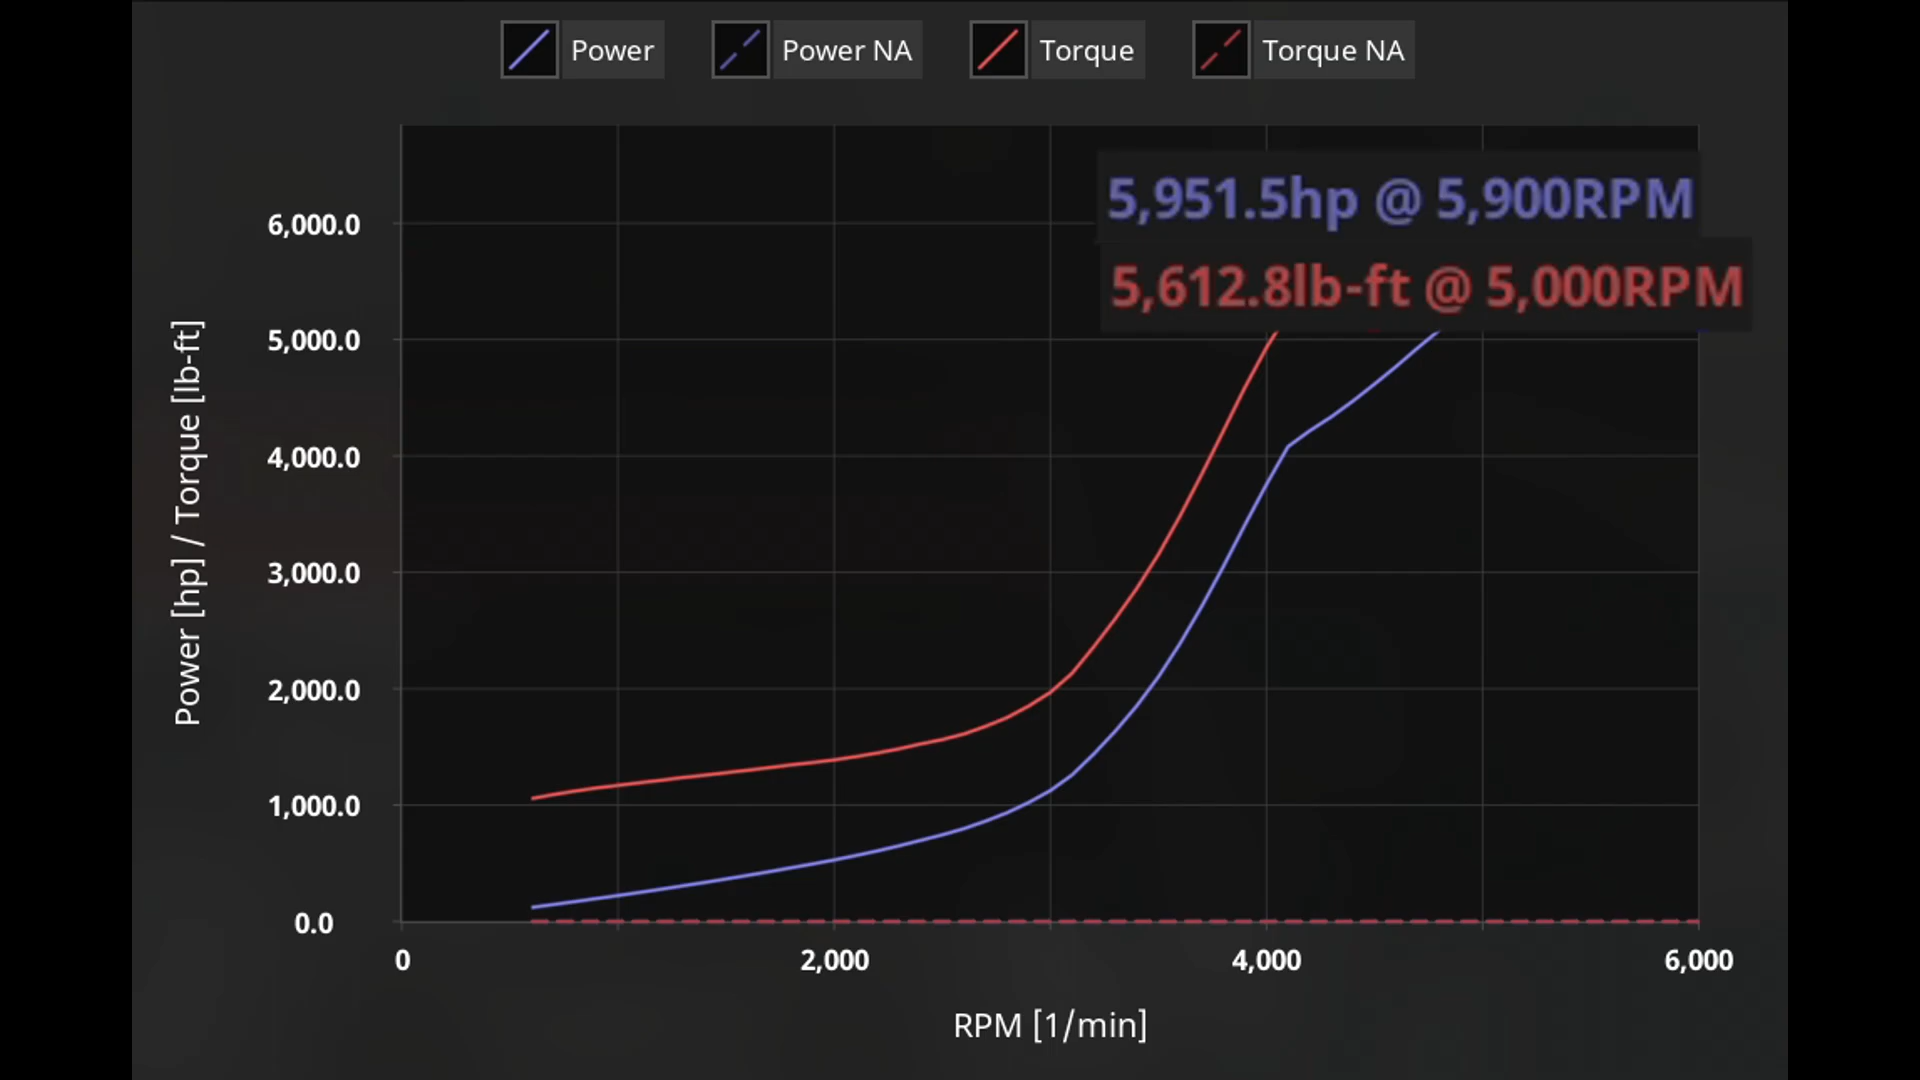 Power
Power NA
Torque
Torque NA
5,951.5hp @ 5,900RPM
5,612.8lb-ft @ 5,000RPM
Power [hp] / Torque [lb-ft]
6,000.0
5,000.0
4,000.0
3,000.0
2,000.0
1,000.0
0.0
0
2,000
4,000
6,000
RPM [1/min]